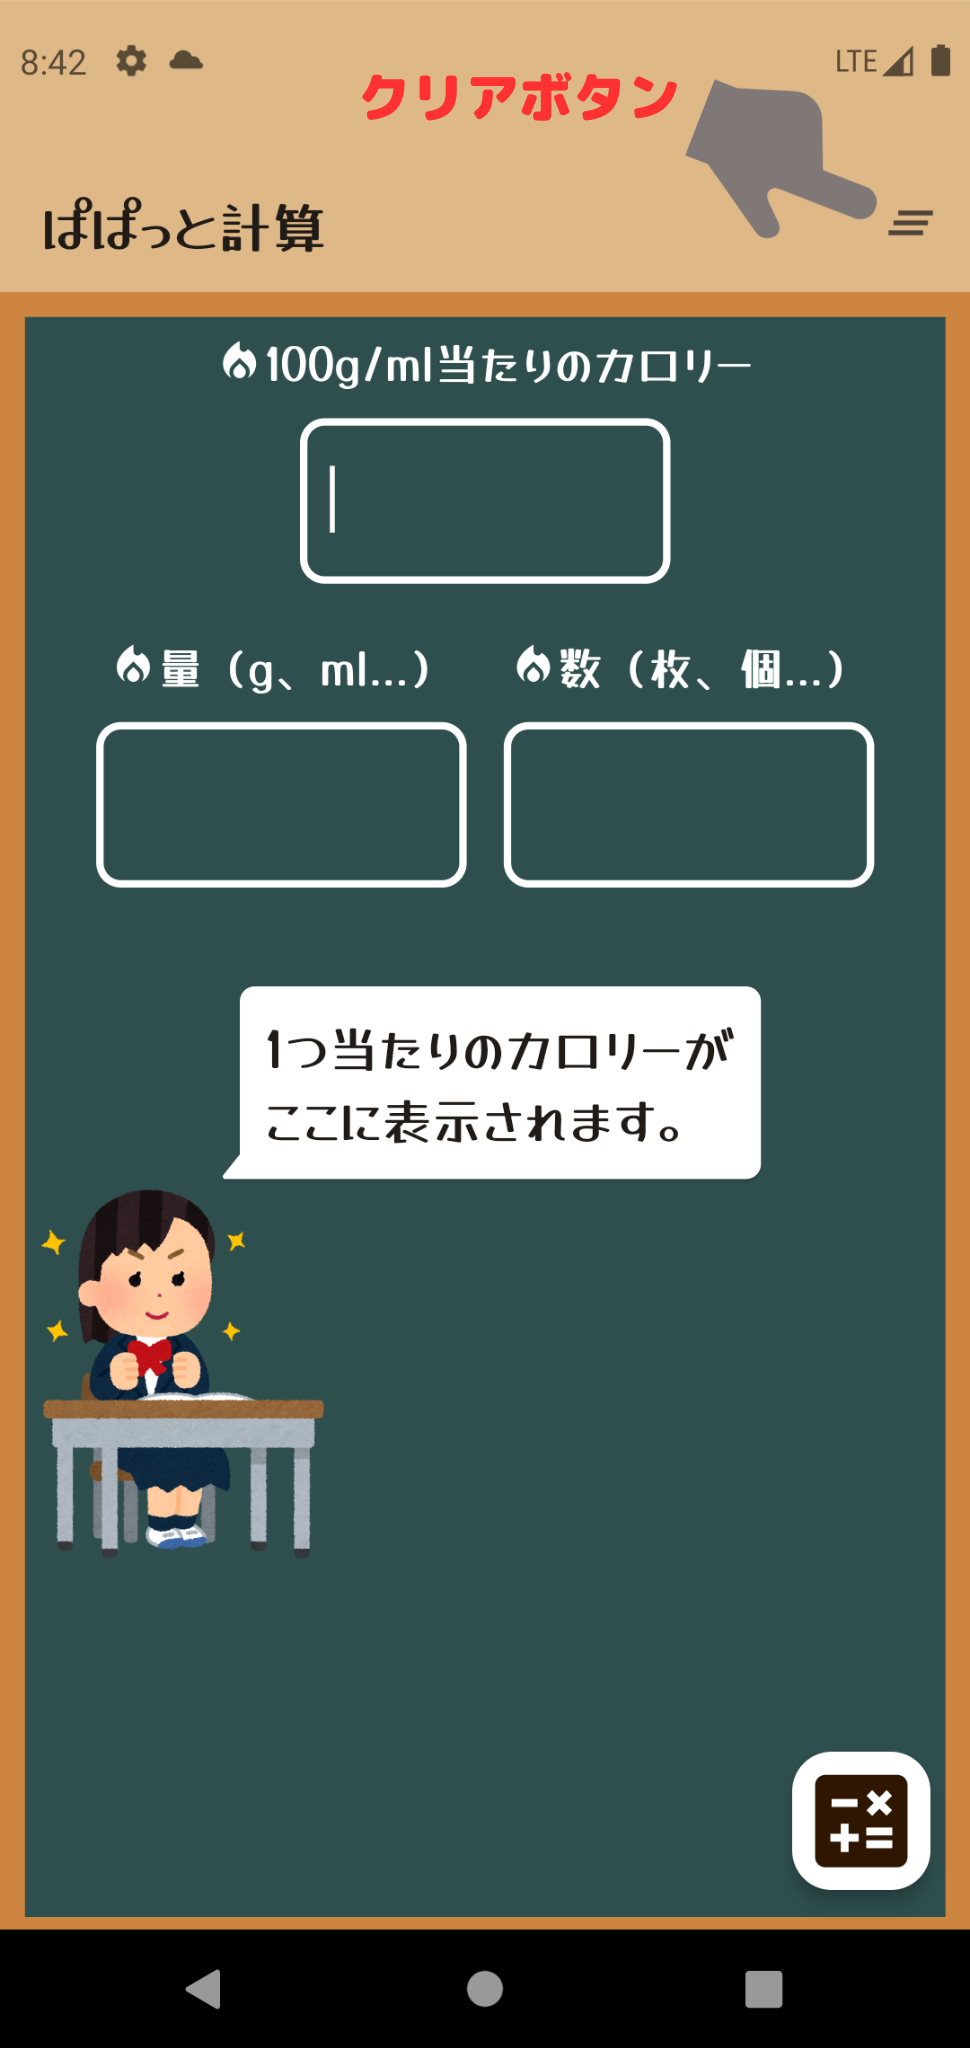 8:42
LTE
クリアボタン
ぱぱっと計算
100g/ml当たりのカロリー
量（g、ml...）
数（枚、個...）
1つ当たりのカロリーが
ここに表示されます。